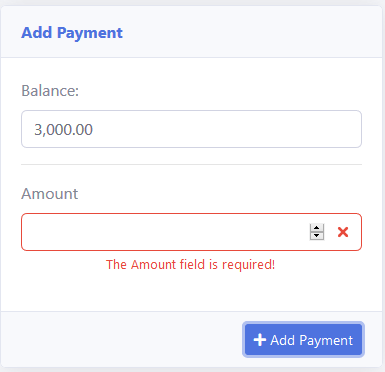 Add Payment
Balance:
3,000.00
Amount
The Amount field is required!
Add Payment